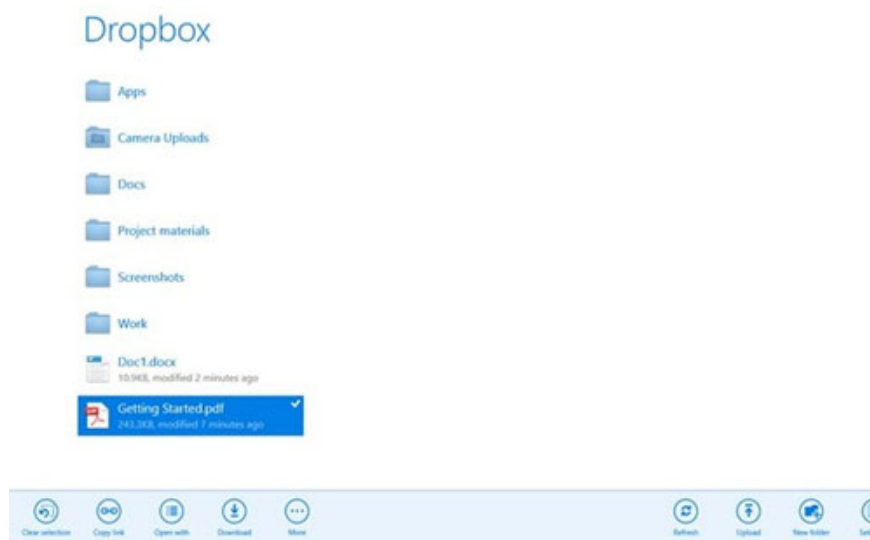 Dropbox
Apps
Camera Uploads
Docs
Project materials
Screenshots
Work
Doc1.docx
10.9KB, modified 2 minutes ago
Getting Started.pdf
243.3KB, modified 7 minutes ago
Clear selection Copy link Open with Download More Refresh Upload New folder